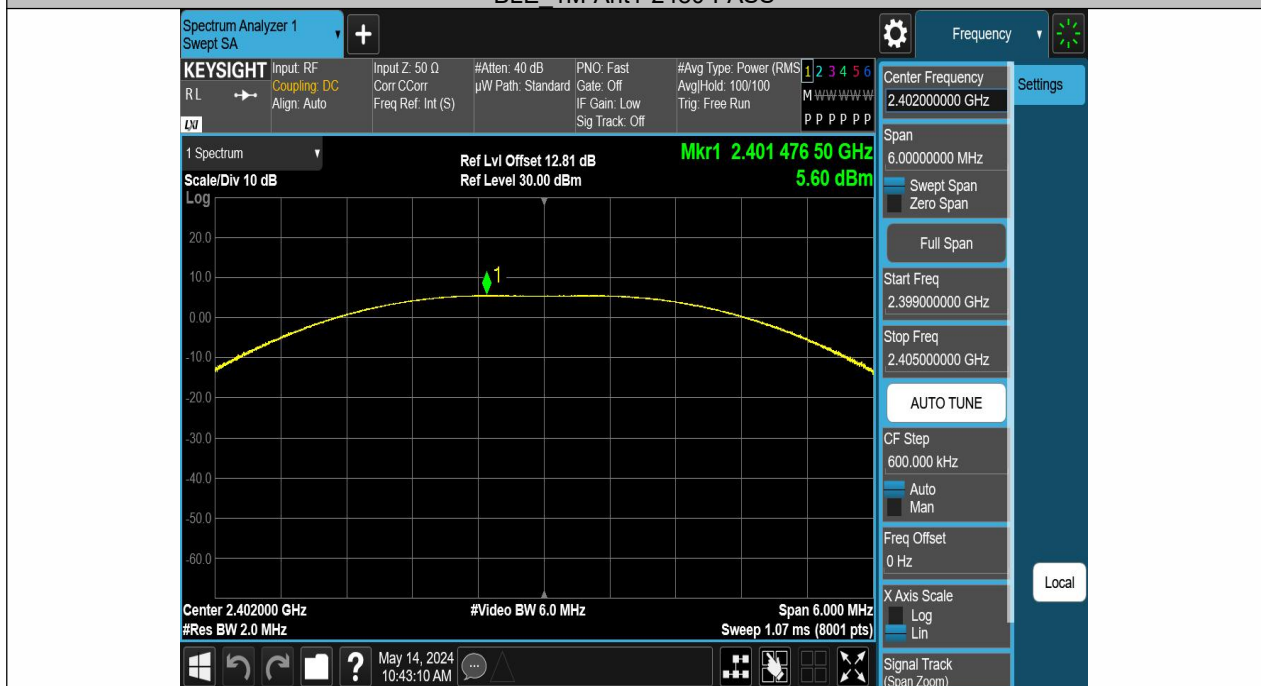 Spectrum Analyzer 1
Swept SA
Frequency
KEYSIGHT
R L
LXI
Input: RF
Coupling: DC
Align: Auto
Input Z: 50 Ω
Corr CCorr
Freq Ref: Int (S)
#Atten: 40 dB
µW Path: Standard
PNO: Fast
Gate: Off
IF Gain: Low
Sig Track: Off
#Avg Type: Power (RMS
Avg|Hold: 100/100
Trig: Free Run
1 2 3 4 5 6
M W W W W W
P P P P P P
1 Spectrum
Scale/Div 10 dB
Log
Ref Lvl Offset 12.81 dB
Ref Level 30.00 dBm
Mkr1 2.401 476 50 GHz
5.60 dBm
20.0
10.0
0.00
-10.0
-20.0
-30.0
-40.0
-50.0
-60.0
1
Center 2.402000 GHz
#Res BW 2.0 MHz
#Video BW 6.0 MHz
Span 6.000 MHz
Sweep 1.07 ms (8001 pts)
May 14, 2024
10:43:10 AM
?
Center Frequency
2.402000000 GHz
Settings
Span
6.00000000 MHz
Swept Span
Zero Span
Full Span
Start Freq
2.399000000 GHz
Stop Freq
2.405000000 GHz
AUTO TUNE
CF Step
600.000 kHz
Auto
Man
Freq Offset
0 Hz
X Axis Scale
Log
Lin
Local
Signal Track
(Span Zoom)